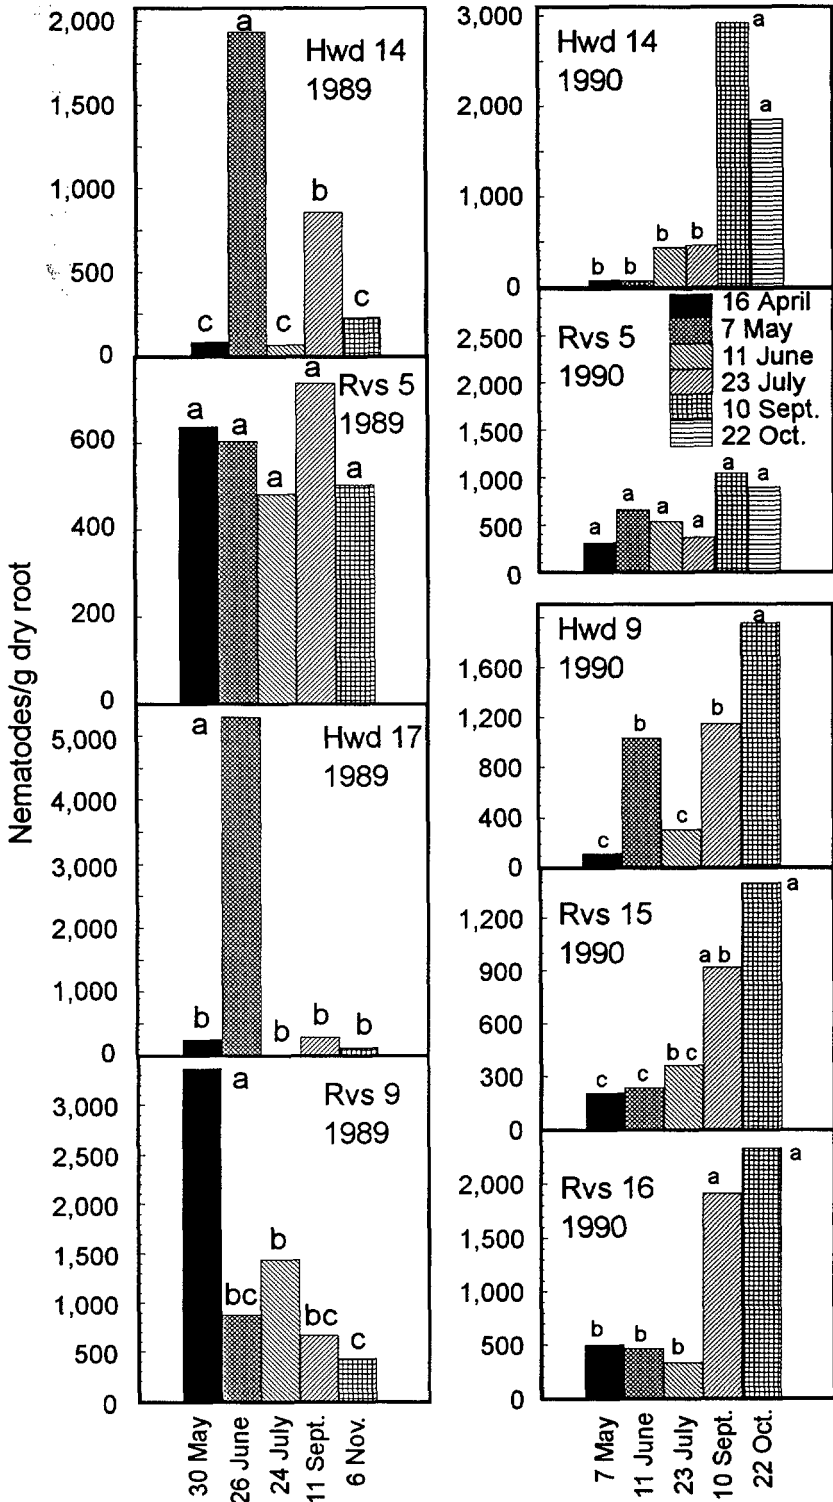 Nematodes/g dry root
2,000
1,500
1,000
500
0
Hwd 14
1989
c
a
c
b
c
600
400
200
0
Rvs 5
1989
a
a
a
a
a
5,000
4,000
3,000
2,000
1,000
0
Hwd 17
1989
b
a
b
b
b
3,000
2,500
2,000
1,500
1,000
500
0
Rvs 9
1989
a
bc
b
bc
c
30 May
26 June
24 July
11 Sept.
6 Nov.
3,000
2,000
1,000
0
Hwd 14
1990
b
b
b
b
a
a
2,500
2,000
1,500
1,000
500
0
Rvs 5
1990
16 April
7 May
11 June
23 July
10 Sept.
22 Oct.
a
a
a
a
a
a
1,600
1,200
800
400
0
Hwd 9
1990
c
b
c
b
a
1,200
900
600
300
0
Rvs 15
1990
c
c
b c
a b
a
2,000
1,500
1,000
500
0
Rvs 16
1990
b
b
b
a
a
7 May
11 June
23 July
10 Sept.
22 Oct.